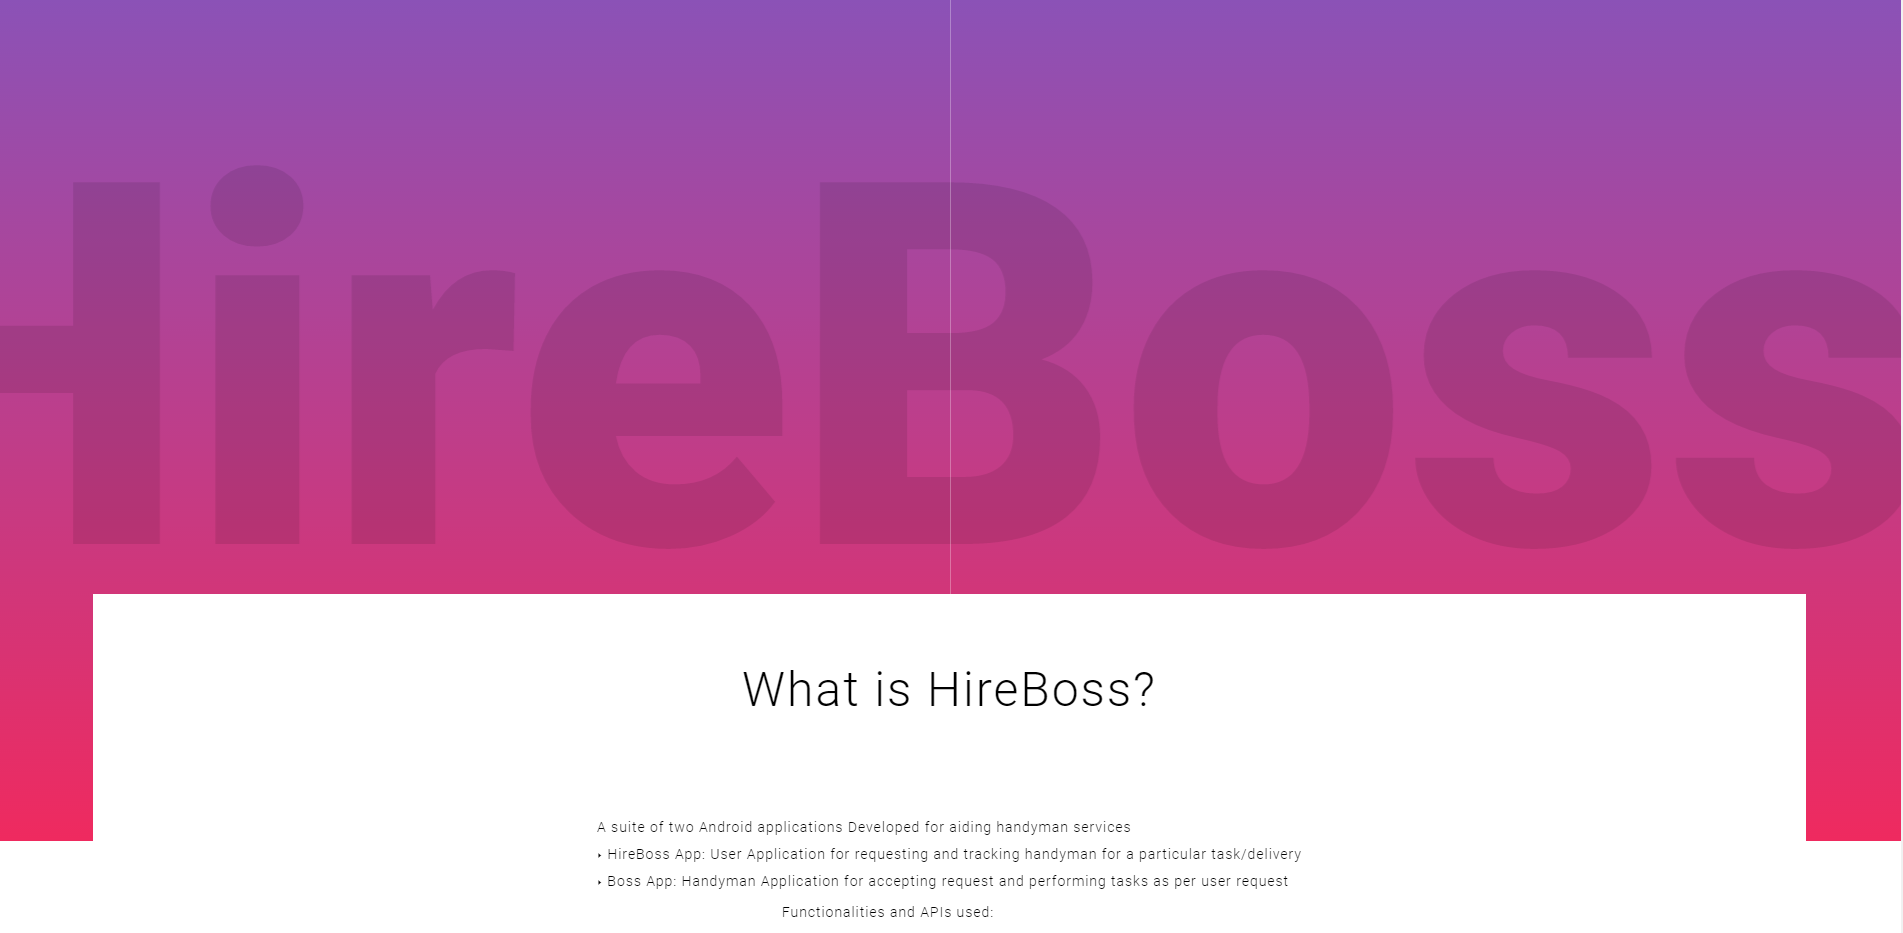 HireBoss
What is HireBoss?
A suite of two Android applications Developed for aiding handyman services
‣ HireBoss App: User Application for requesting and tracking handyman for a particular task/delivery
‣ Boss App: Handyman Application for accepting request and performing tasks as per user request
Functionalities and APIs used: